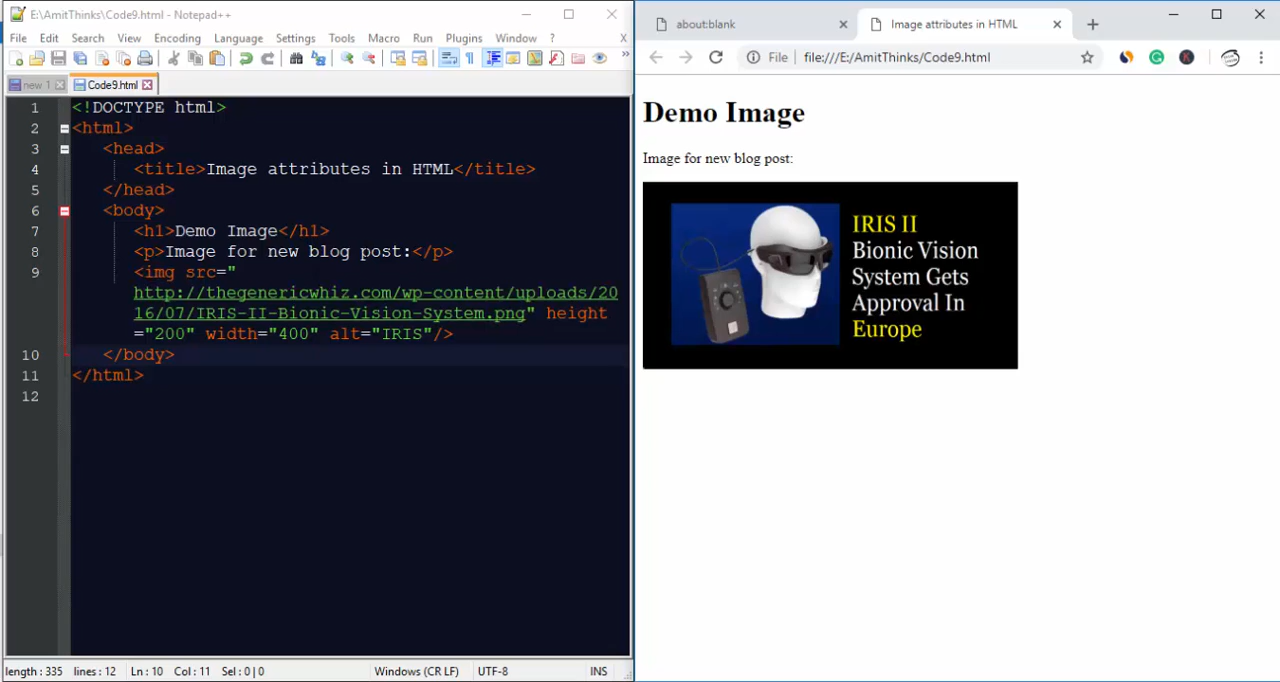 E:\AmitThinks\Code9.html - Notepad++
File Edit Search View Encoding Language Settings Tools Macro Run Plugins Window ? X
new 1 Code9.html
1 <!DOCTYPE html>
2 <html>
3 <head>
4 <title>Image attributes in HTML</title>
5 </head>
6 <body>
7 <h1>Demo Image</h1>
8 <p>Image for new blog post:</p>
9 <img src="
http://thegenericwhiz.com/wp-content/uploads/20
16/07/IRIS-II-Bionic-Vision-System.png" height
="200" width="400" alt="IRIS"/>
10 </body>
11 </html>
12
length : 335 lines : 12 Ln : 10 Col : 11 Sel : 0 | 0 Windows (CR LF) UTF-8 INS
about:blank Image attributes in HTML
File file:///E:/AmitThinks/Code9.html
Demo Image
Image for new blog post:
IRIS II
Bionic Vision
System Gets
Approval In
Europe